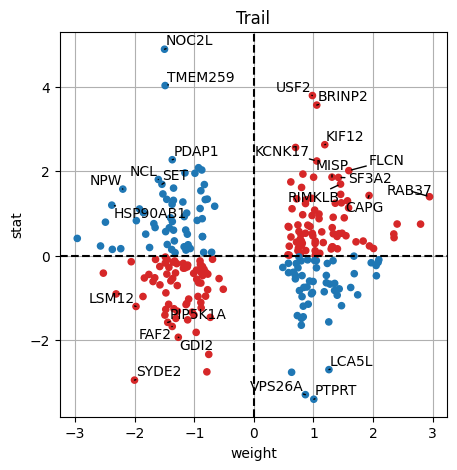 Trail
NOC2L
TMEM259
USF2
BRINP2
KIF12
PDAP1
KCNK17
MISP
FLCN
NCL
SET
SF3A2
NPW
RIMKLB
RAB37
HSP90AB1
CAPG
LSM12
PIP5K1A
FAF2
GDI2
SYDE2
LCA5L
VPS26A
PTPRT
stat
4
2
0
−2
−3
−2
−1
0
1
2
3
weight